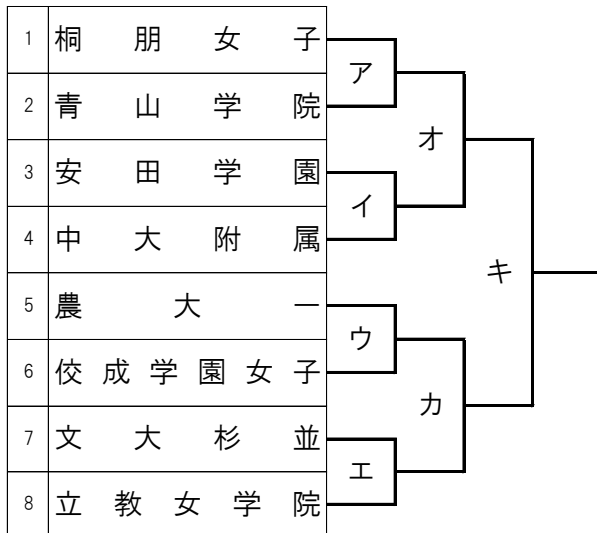 1 桐朋女子
2 青山学院
3 安田学園
4 中大附属
5 農大一
6 佼成学園女子
7 文大杉並
8 立教女学院
ア
イ
ウ
エ
オ
カ
キ